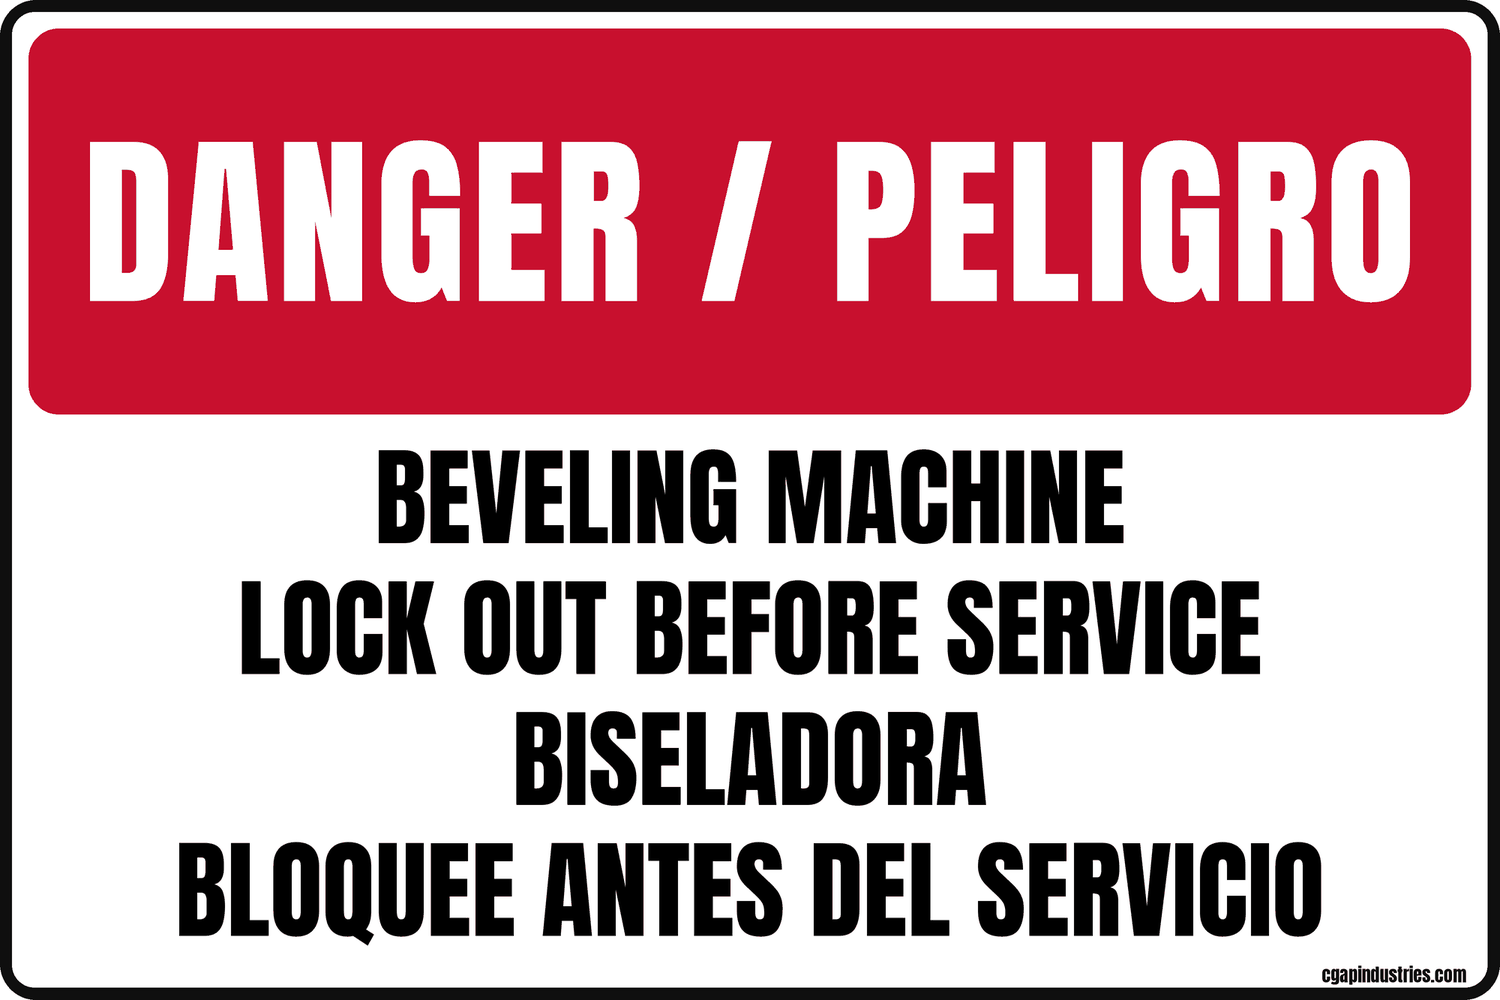 DANGER / PELIGRO
BEVELING MACHINE
LOCK OUT BEFORE SERVICE
BISELADORA
BLOQUEE ANTES DEL SERVICIO
cgapindustries.com